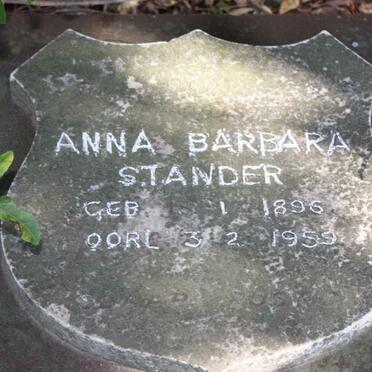 ANNA BARBARA
STANDER
GEB 1 1896
OORL 3 2 1959